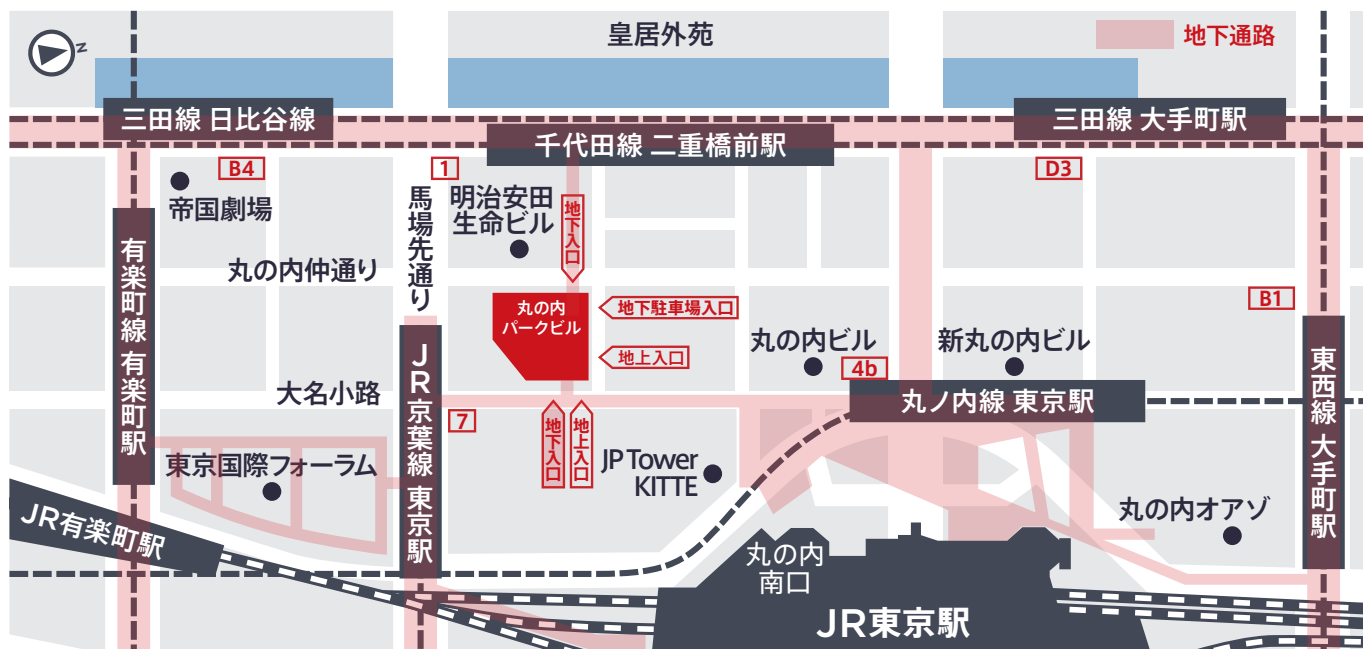 皇居外苑
N
地下通路
三田線 日比谷線
千代田線 二重橋前駅
三田線 大手町駅
B4
1
D3
帝国劇場
馬場先通り
明治安田
生命ビル
地下入口
有楽町線 有楽町駅
丸の内仲通り
丸の内
パークビル
地下駐車場入口
地上入口
B1
丸の内ビル
新丸の内ビル
4b
東西線 大手町駅
JR京葉線 東京駅
大名小路
丸ノ内線 東京駅
7
地下入口
地上入口
東京国際フォーラム
JP Tower
KITTE
JR有楽町駅
丸の内オアゾ
丸の内
南口
JR東京駅